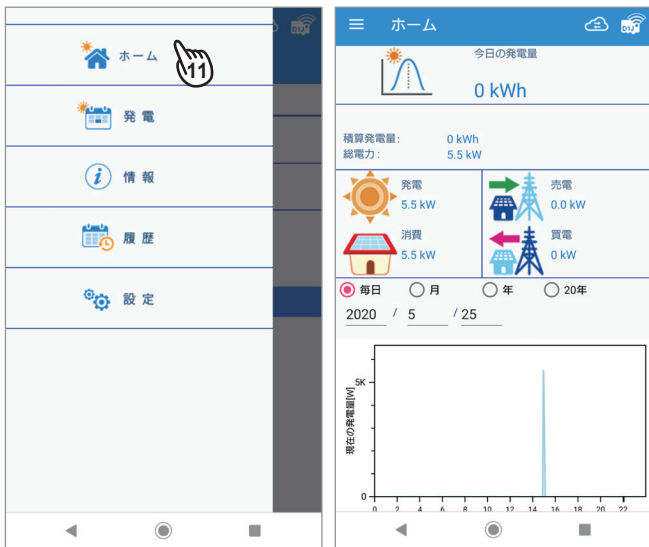 ホーム
11
発電
情報
履歴
設定
ホーム
D1J
今日の発電量
0 kWh
積算発電量: 0 kWh
総電力: 5.5 kW
発電
5.5 kW
売電
0.0 kW
消費
5.5 kW
買電
0 kW
毎日 月 年 20年
2020 / 5 / 25
現在の発電量[W]
5K
0
0 2 4 6 8 10 12 14 16 18 20 22